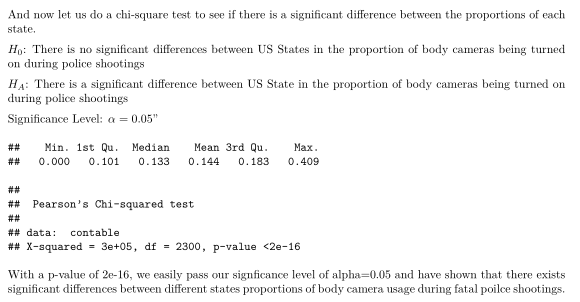 And now let us do a chi-square test to see if there is a significant difference between the proportions of each
state.
H0: There is no significant differences between US States in the proportion of body cameras being turned
on during police shootings
HA: There is a significant difference between US State in the proportion of body cameras being turned on
during police shootings
Significance Level: α = 0.05”
## Min. 1st Qu. Median Mean 3rd Qu. Max.
## 0.000 0.101 0.133 0.144 0.183 0.409
##
## Pearson's Chi-squared test
##
## data: contable
## X-squared = 3e+05, df = 2300, p-value <2e-16
With a p-value of 2e-16, we easily pass our signficance level of alpha=0.05 and have shown that there exists
significant differences between different states proportions of body camera usage during fatal poilce shootings.